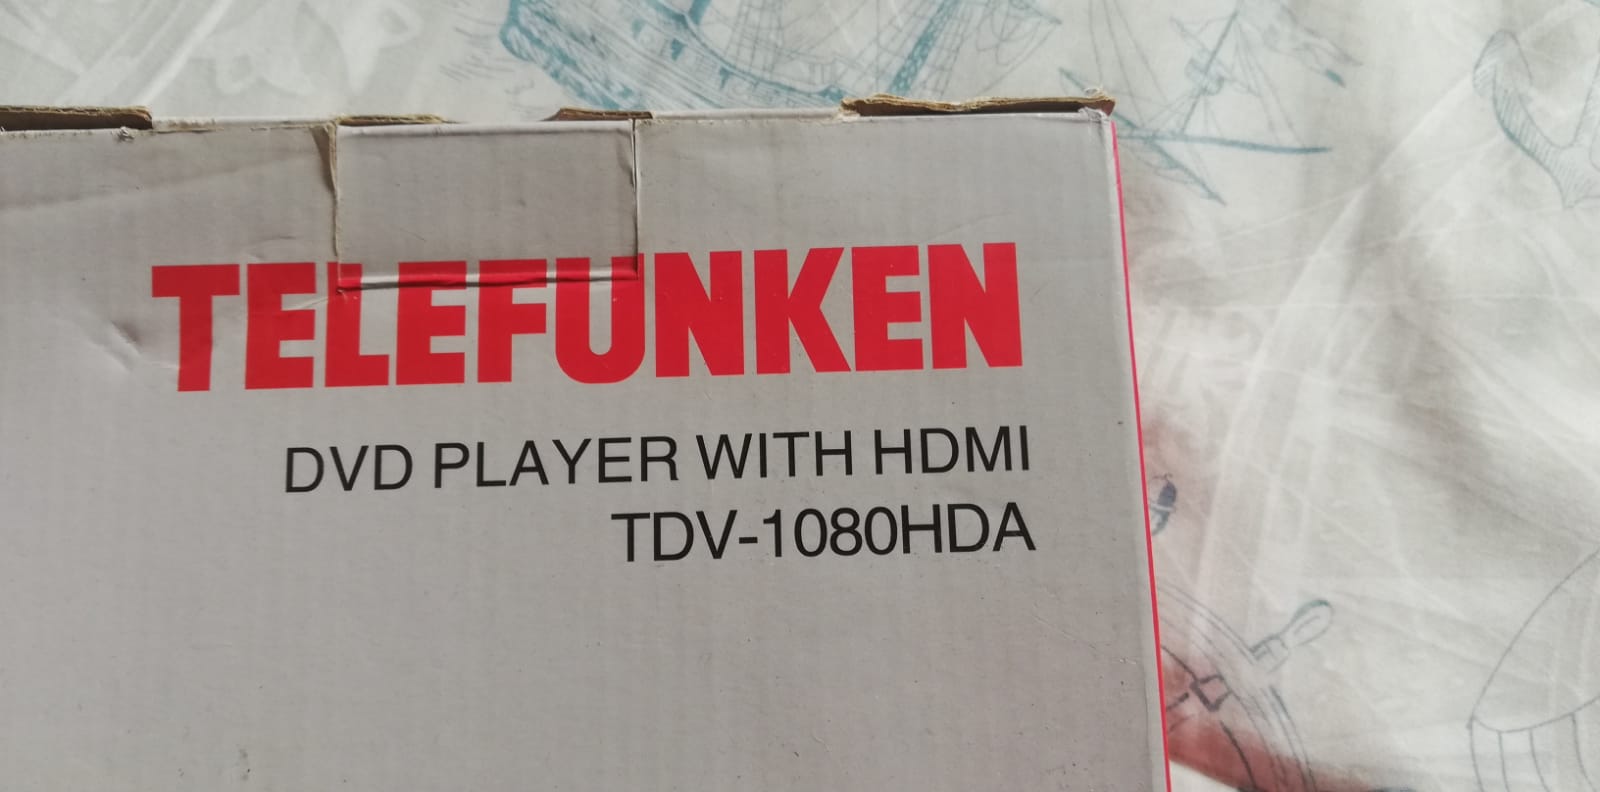 TELEFUNKEN
DVD PLAYER WITH HDMI
TDV-1080HDA